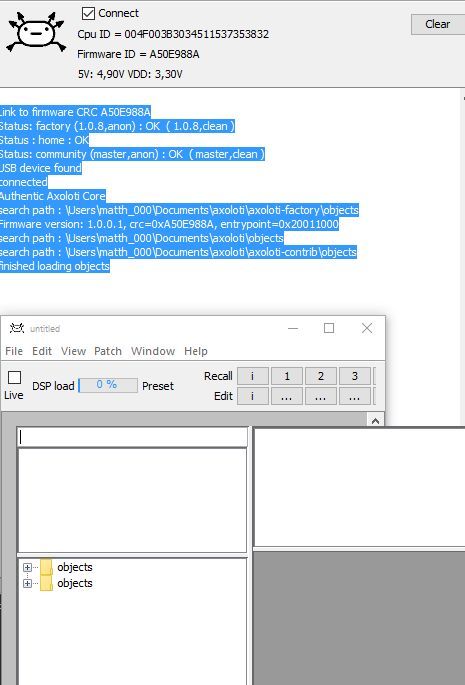 Connect
Clear
Cpu ID = 004F003B3034511537353832
Firmware ID = A50E988A
5V: 4,90V VDD: 3,30V
Link to firmware CRC A50E988A
Status: factory (1.0.8,anon) : OK  ( 1.0.8,clean )
Status : home : OK
Status: community (master,anon) : OK  ( master,clean )
USB device found
connected
Authentic Axoloti Core
search path : \Users\matth_000\Documents\axoloti\axoloti-factory\objects
Firmware version: 1.0.0.1, crc=0xA50E988A, entrypoint=0x20011000
search path : \Users\matth_000\Documents\axoloti\objects
search path : \Users\matth_000\Documents\axoloti\axoloti-contrib\objects
finished loading objects
untitled
File Edit View Patch Window Help
Live
DSP load 0 % Preset
Recall i 1 2 3
Edit i ... ... ...
objects
objects